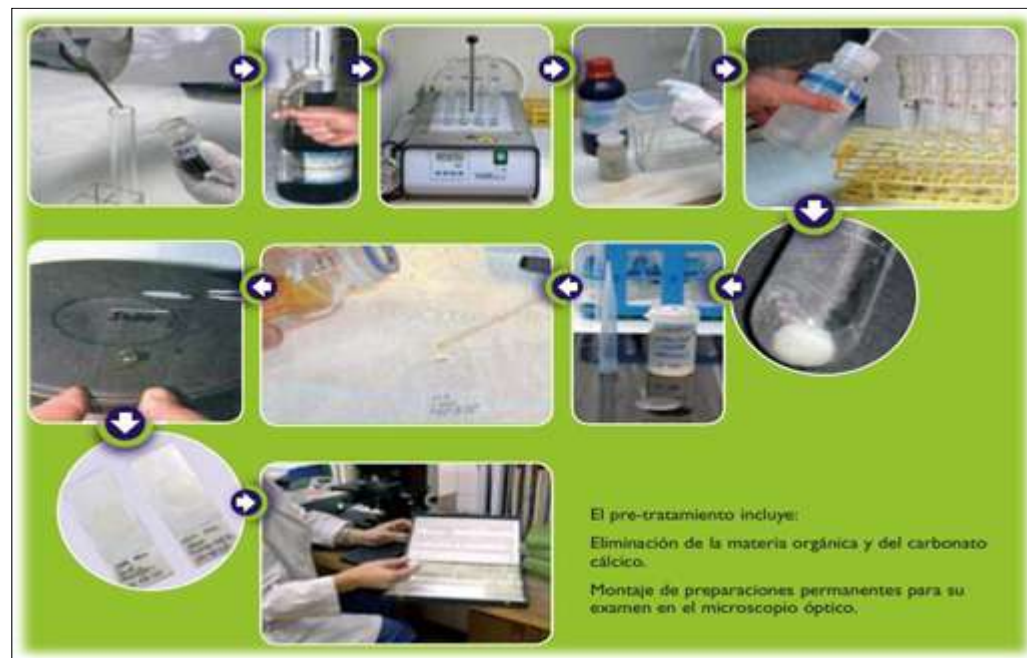 El pre-tratamiento incluye:
Eliminación de la materia orgánica y del carbonato
cálcico.
Montaje de preparaciones permanentes para su
examen en el microscopio óptico.